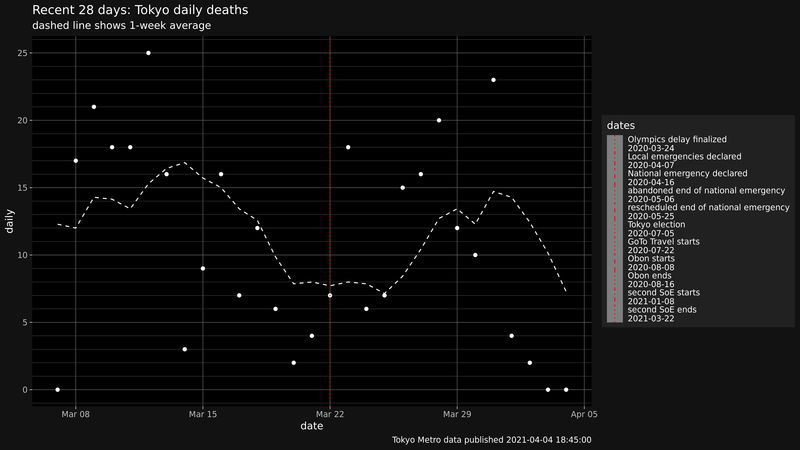 Recent 28 days: Tokyo daily deaths
dashed line shows 1-week average
25
20
15
10
5
0
daily
Mar 08
Mar 15
Mar 22
Mar 29
Apr 05
date
Tokyo Metro data published 2021-04-04 18:45:00
dates
Olympics delay finalized
2020-03-24
Local emergencies declared
2020-04-07
National emergency declared
2020-04-16
abandoned end of national emergency
2020-05-06
rescheduled end of national emergency
2020-05-25
Tokyo election
2020-07-05
GoTo Travel starts
2020-07-22
Obon starts
2020-08-08
Obon ends
2020-08-16
second SoE starts
2021-01-08
second SoE ends
2021-03-22